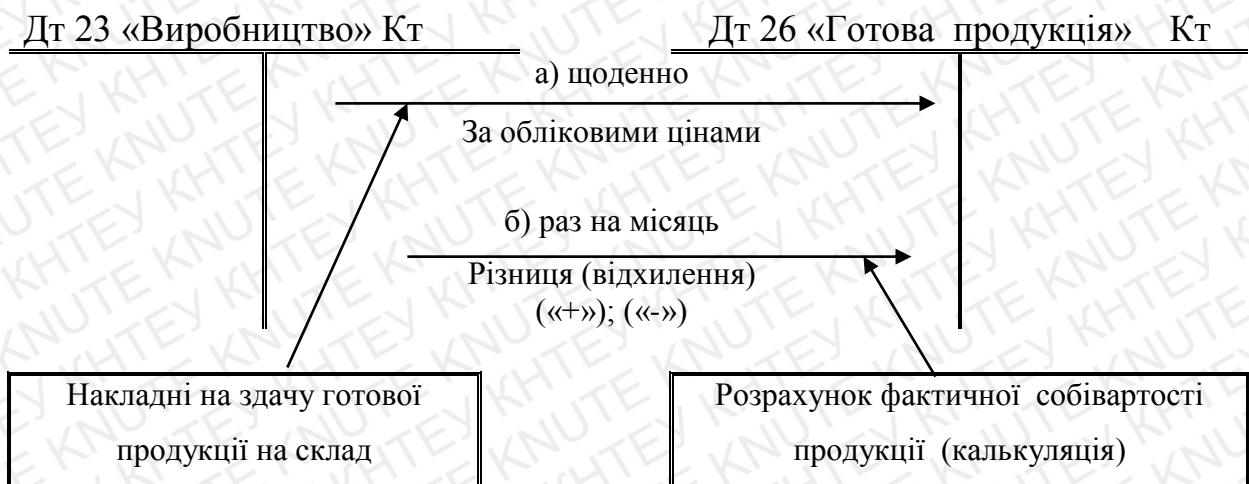 Дт 23 «Виробництво» Кт
Дт 26 «Готова продукція» Кт
а) щоденно
За обліковими цінами
б) раз на місяць
Різниця (відхилення)
(«+»); («-»)
Накладні на здачу готової
продукції на склад
Розрахунок фактичної собівартості
продукції (калькуляція)